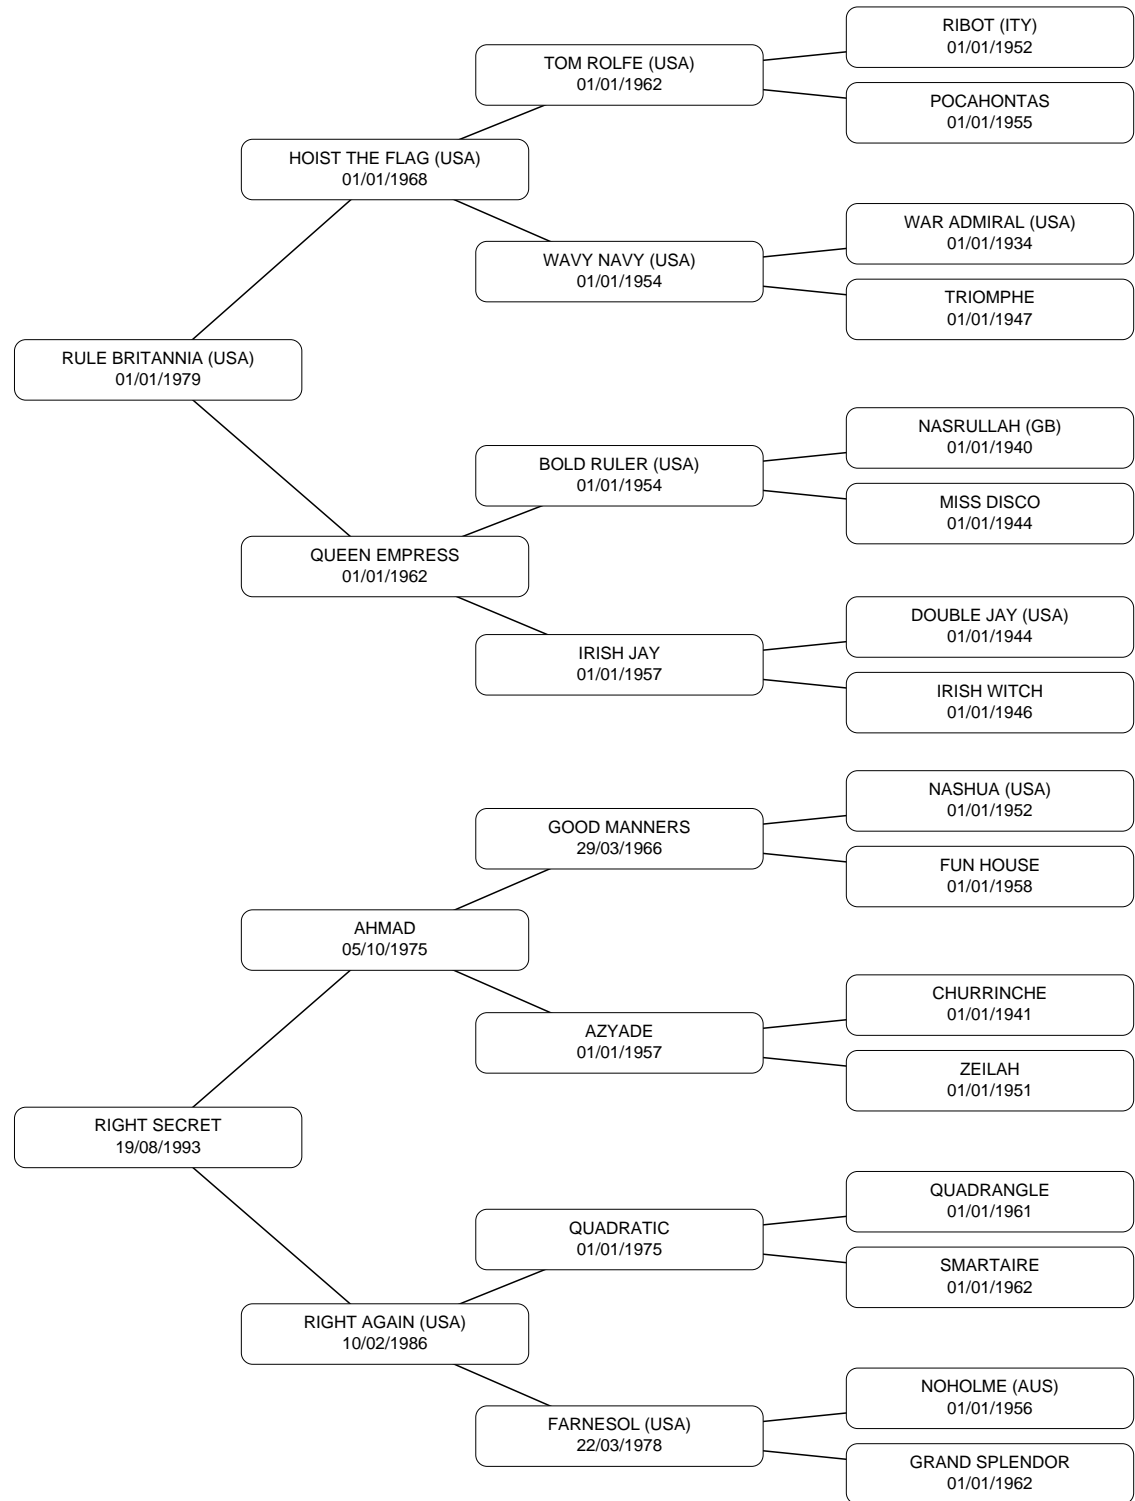 RIBOT (ITY)
01/01/1952
TOM ROLFE (USA)
01/01/1962
POCAHONTAS
01/01/1955
HOIST THE FLAG (USA)
01/01/1968
WAR ADMIRAL (USA)
01/01/1934
WAVY NAVY (USA)
01/01/1954
TRIOMPHE
01/01/1947
RULE BRITANNIA (USA)
01/01/1979
NASRULLAH (GB)
01/01/1940
BOLD RULER (USA)
01/01/1954
MISS DISCO
01/01/1944
QUEEN EMPRESS
01/01/1962
DOUBLE JAY (USA)
01/01/1944
IRISH JAY
01/01/1957
IRISH WITCH
01/01/1946
NASHUA (USA)
01/01/1952
GOOD MANNERS
29/03/1966
FUN HOUSE
01/01/1958
AHMAD
05/10/1975
CHURRINCHE
01/01/1941
AZYADE
01/01/1957
ZEILAH
01/01/1951
RIGHT SECRET
19/08/1993
QUADRANGLE
01/01/1961
QUADRATIC
01/01/1975
SMARTAIRE
01/01/1962
RIGHT AGAIN (USA)
10/02/1986
NOHOLME (AUS)
01/01/1956
FARNESOL (USA)
22/03/1978
GRAND SPLENDOR
01/01/1962